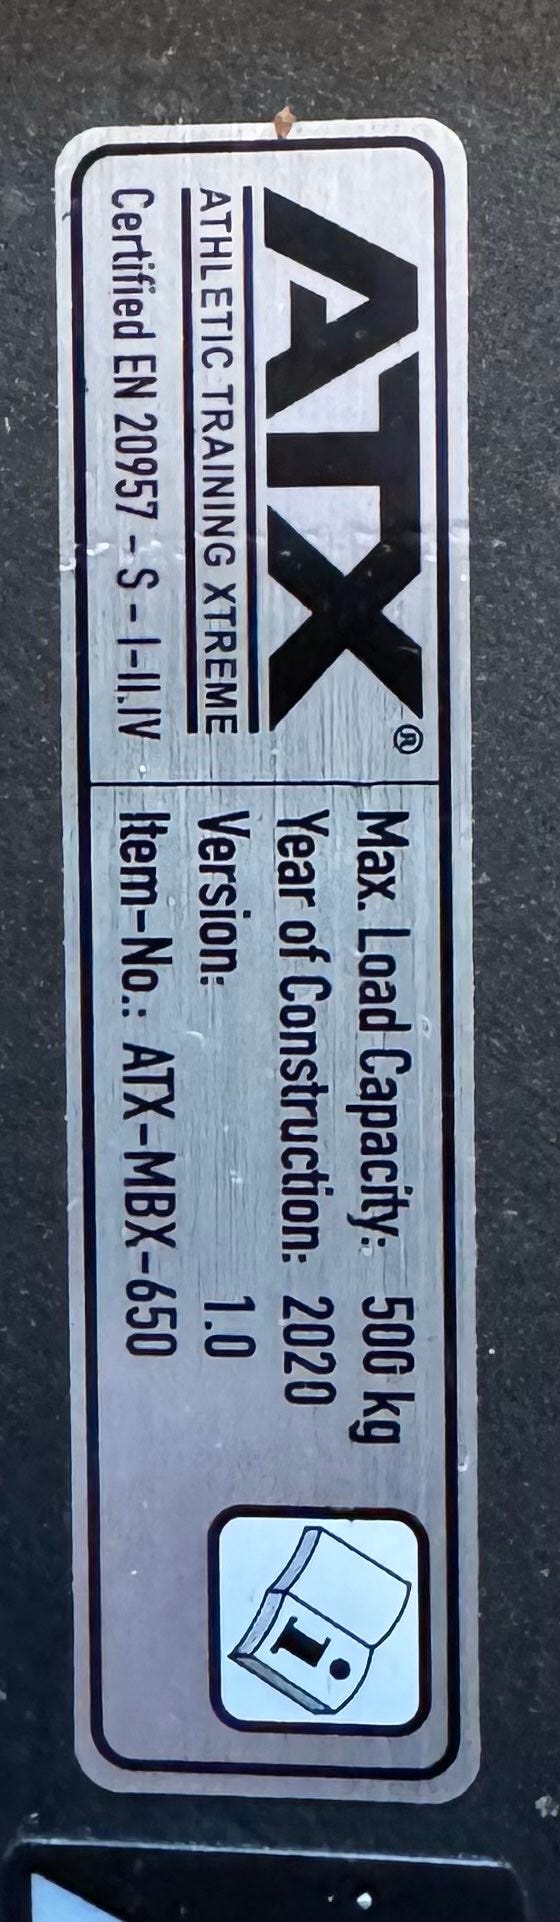 ATX®
ATHLETIC TRAINING XTREME
Certified EN 20957 - S - I-II,IV
Max. Load Capacity: 500 kg
Year of Construction: 2020
Version: 1.0
Item-No.: ATX-MBX-650
i